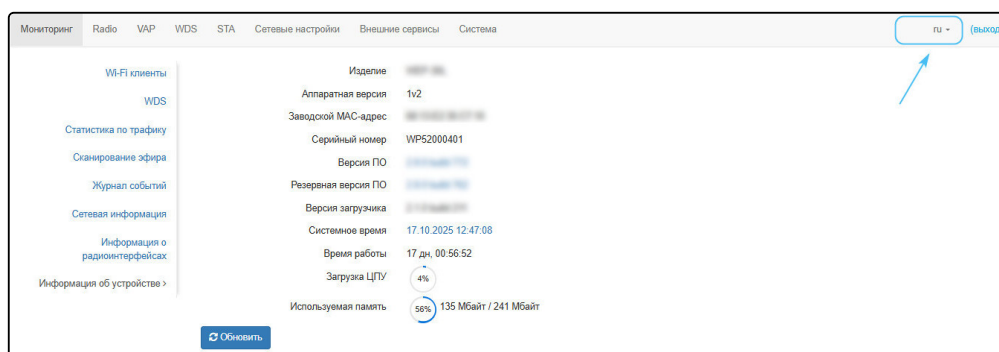 Мониторинг Radio VAP WDS STA Сетевые настройки Внешние сервисы Система ru (выход
Wi-Fi клиенты
WDS
Статистика по трафику
Сканирование эфира
Журнал событий
Сетевая информация
Информация о
радиоинтерфейсах
Информация об устройстве >
Изделие
Аппаратная версия 1v2
Заводской MAC-адрес
Серийный номер WP52000401
Версия ПО
Резервная версия ПО
Версия загрузчика
Системное время 17.10.2025 12:47:08
Время работы 17 дн, 00:56:52
Загрузка ЦПУ 4%
Используемая память 56% 135 Мбайт / 241 Мбайт
Обновить